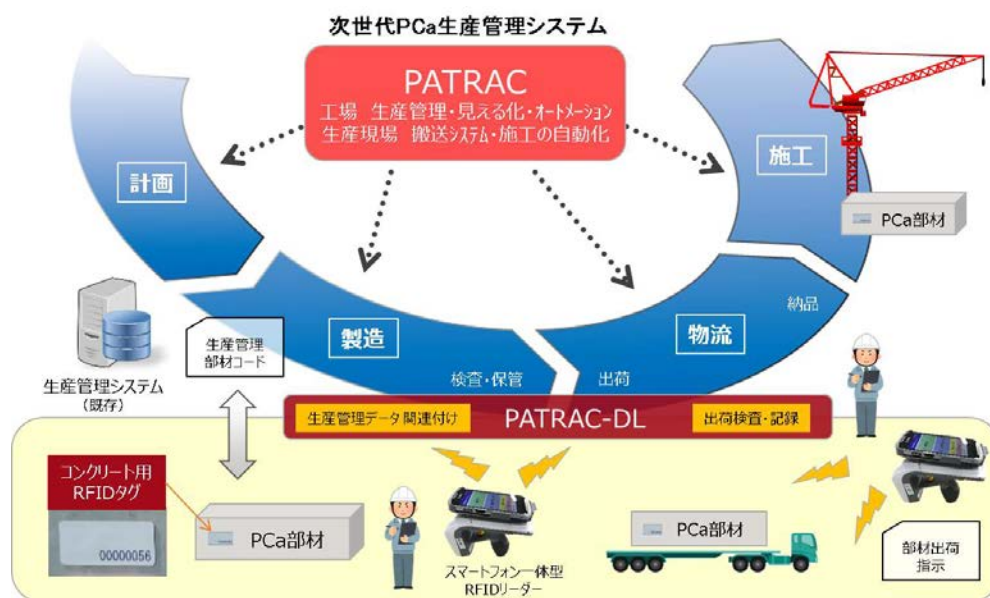 次世代PCa生産管理システム
PATRAC
工場　生産管理・見える化・オートメーション
生産現場　搬送システム・施工の自動化
計画
施工
PCa部材
納品
製造
物流
検査・保管
出荷
生産管理
部材コード
生産管理システム
（既存）
生産管理データ関連付け
PATRAC-DL
出荷検査・記録
コンクリート用
RFIDタグ
00000056
PCa部材
スマートフォン一体型
RFIDリーダー
PCa部材
部材出荷
指示